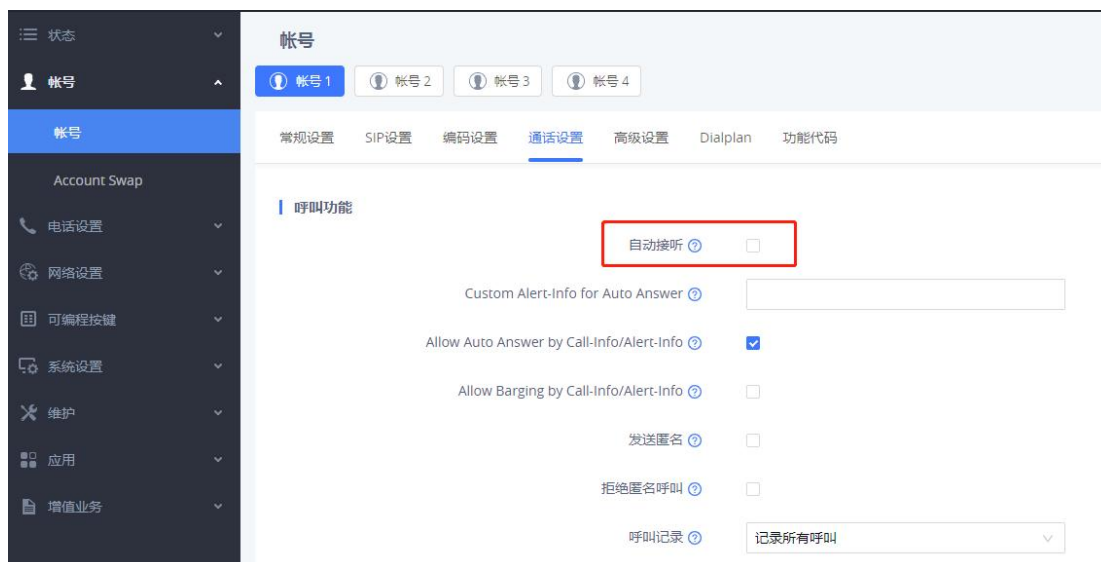 状态
帐号
帐号
Account Swap
电话设置
网络设置
可编程按键
系统设置
维护
应用
增值业务
帐号
帐号 1 帐号 2 帐号 3 帐号 4
常规设置 SIP设置 编码设置 通话设置 高级设置 Dialplan 功能代码
呼叫功能
自动接听
Custom Alert-Info for Auto Answer
Allow Auto Answer by Call-Info/Alert-Info
Allow Barging by Call-Info/Alert-Info
发送匿名
拒绝匿名呼叫
呼叫记录 记录所有呼叫